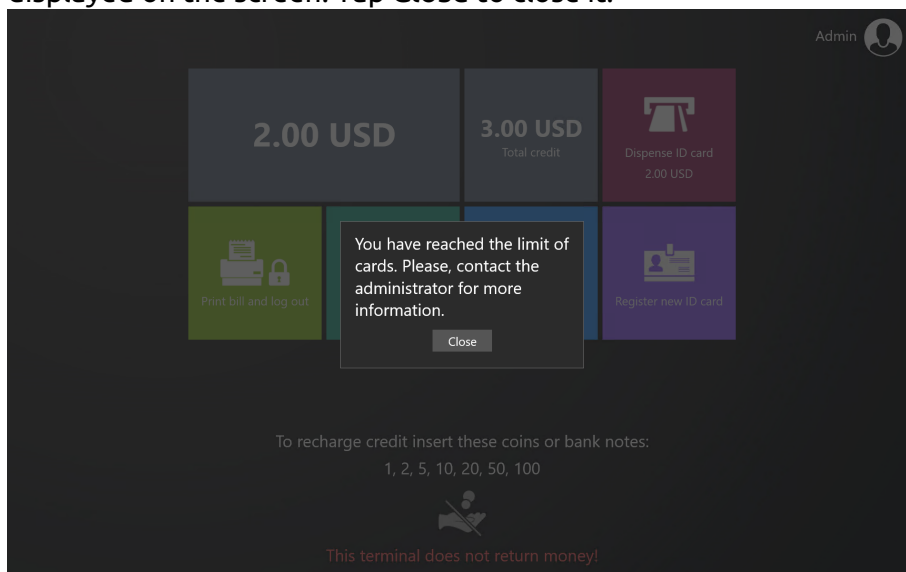 displayed on the screen. Tap Close to close it.
Admin
2.00 USD
3.00 USD
Total credit
Dispense ID card
2.00 USD
You have reached the limit of
cards. Please, contact the
administrator for more
information.
Close
Print bill and log out
Register new ID card
To recharge credit insert these coins or bank notes:
1, 2, 5, 10, 20, 50, 100
This terminal does not return money!